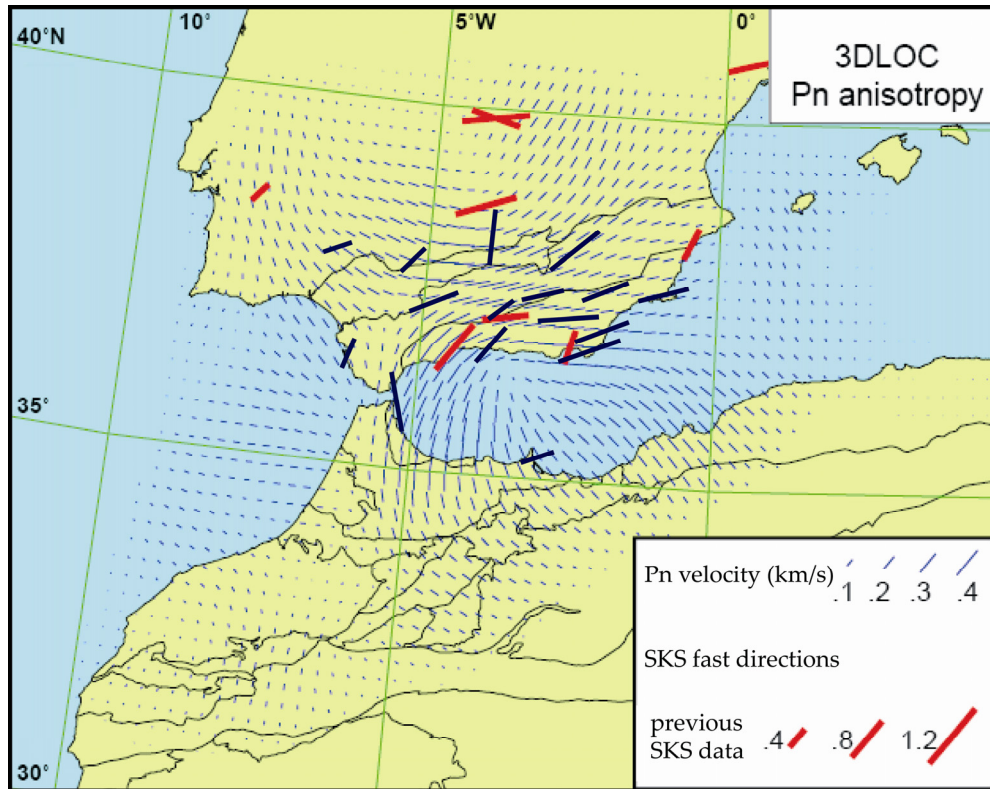 10°
5°W
0°
40°N
3DLOC
Pn anisotropy
35°
30°
Pn velocity (km/s)
.1 .2 .3 .4
SKS fast directions
previous
SKS data
.4 .8 1.2